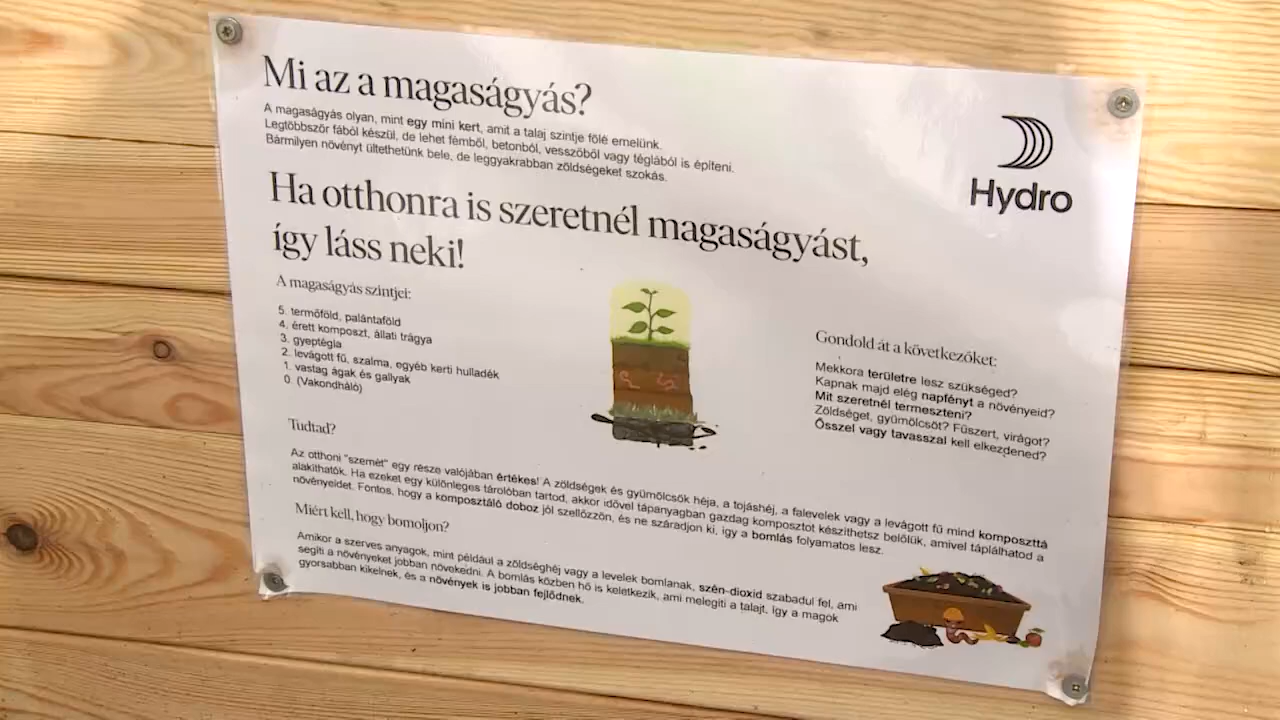 Mi az a magaságyás?
A magaságyás olyan, mint egy mini kert, amit a talaj szintje fölé emelünk.
Legtöbbször fából készül, de lehet fémből, betonból, vesszőből vagy téglából is építeni.
Bármilyen növényt ültethetünk bele, de leggyakrabban zöldségeket szokás.
Hydro
Ha otthonra is szeretnél magaságyást,
így láss neki!
A magaságyás szintjei:
5. termőföld, palántaföld
4. érett komposzt, állati trágya
3. gyeptégla
2. levágott fű, szalma, egyéb kerti hulladék
1. vastag ágak és gallyak
0. (Vakondháló)
Gondold át a következőket:
Mekkora területre lesz szükséged?
Kapnak majd elég napfényt a növényeid?
Mit szeretnél termeszteni?
Zöldséget, gyümölcsöt? Fűszert, virágot?
Ősszel vagy tavasszal kell elkezdened?
Tudtad?
Az otthoni "szemét" egy része valójában értékes! A zöldségek és gyümölcsök héja, a tojáshéj, a falevelek vagy a levágott fű mind komposzttá
alakíthatók. Ha ezeket egy különleges tárolóban tartod, akkor idővel tápanyagban gazdag komposztot készíthetsz belőlük, amivel táplálhatod a
növényeidet. Fontos, hogy a komposztáló doboz jól szellőzzön, és ne száradjon ki, így a bomlás folyamatos lesz.
Miért kell, hogy bomoljon?
Amikor a szerves anyagok, mint például a zöldséghéj vagy a levelek bomlanak, szén-dioxid szabadul fel, ami
segíti a növényeket jobban növekedni. A bomlás közben hő is keletkezik, ami melegíti a talajt, így a magok
gyorsabban kikelnek, és a növények is jobban fejlődnek.